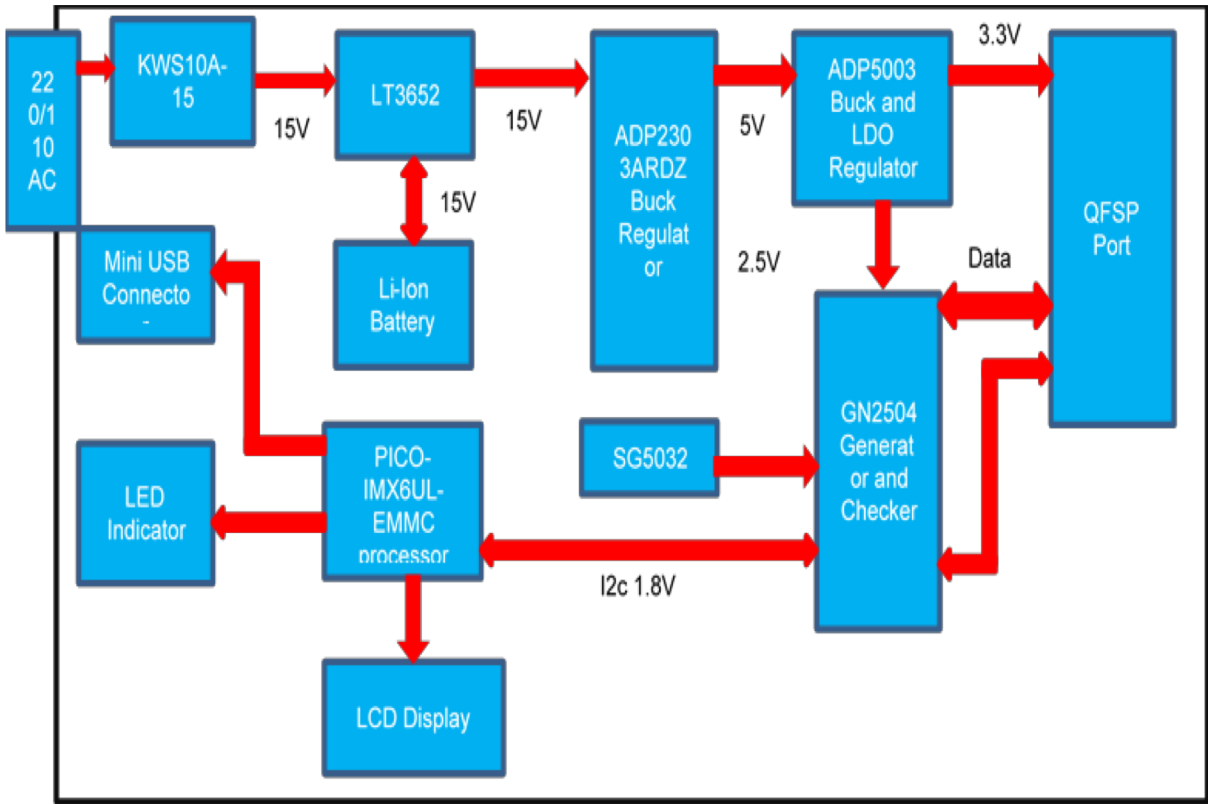 22
0/1
10
AC
KWS10A-
15
15V
LT3652
15V
15V
Li-Ion
Battery
ADP230
3ARDZ
Buck
Regulat
or
5V
ADP5003
Buck and
LDO
Regulator
3.3V
QFSP
Port
2.5V
Data
Mini USB
Connecto
-
GN2504
Generat
or and
Checker
SG5032
PICO-
IMX6UL-
EMMC
processor
I2c 1.8V
LED
Indicator
LCD Display